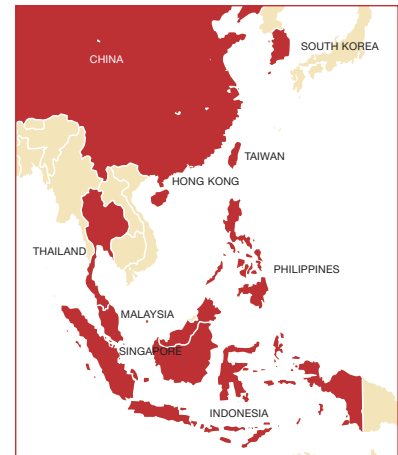 CHINA
SOUTH KOREA
TAIWAN
HONG KONG
THAILAND
PHILIPPINES
MALAYSIA
SINGAPORE
INDONESIA